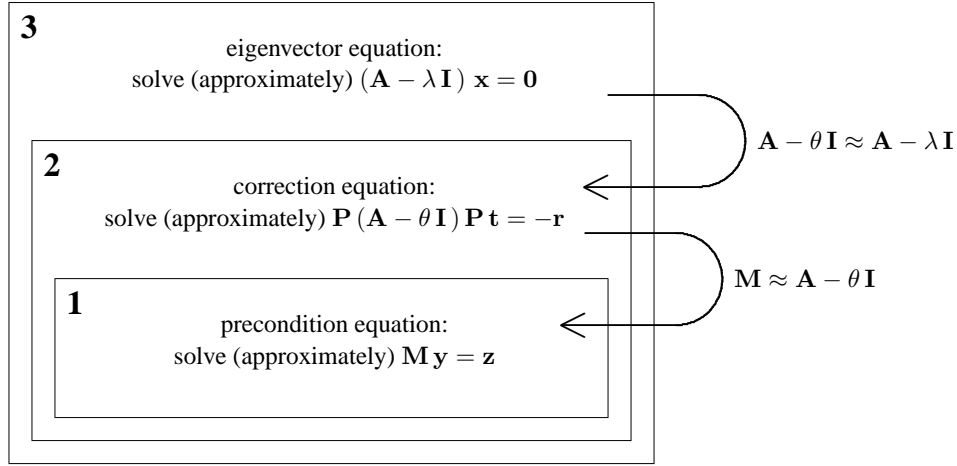 3
eigenvector equation:
solve (approximately) (A − λ I) x = 0
A − θ I ≈ A − λ I
2
correction equation:
solve (approximately) P (A − θ I) P t = −r
M ≈ A − θ I
1
precondition equation:
solve (approximately) M y = z